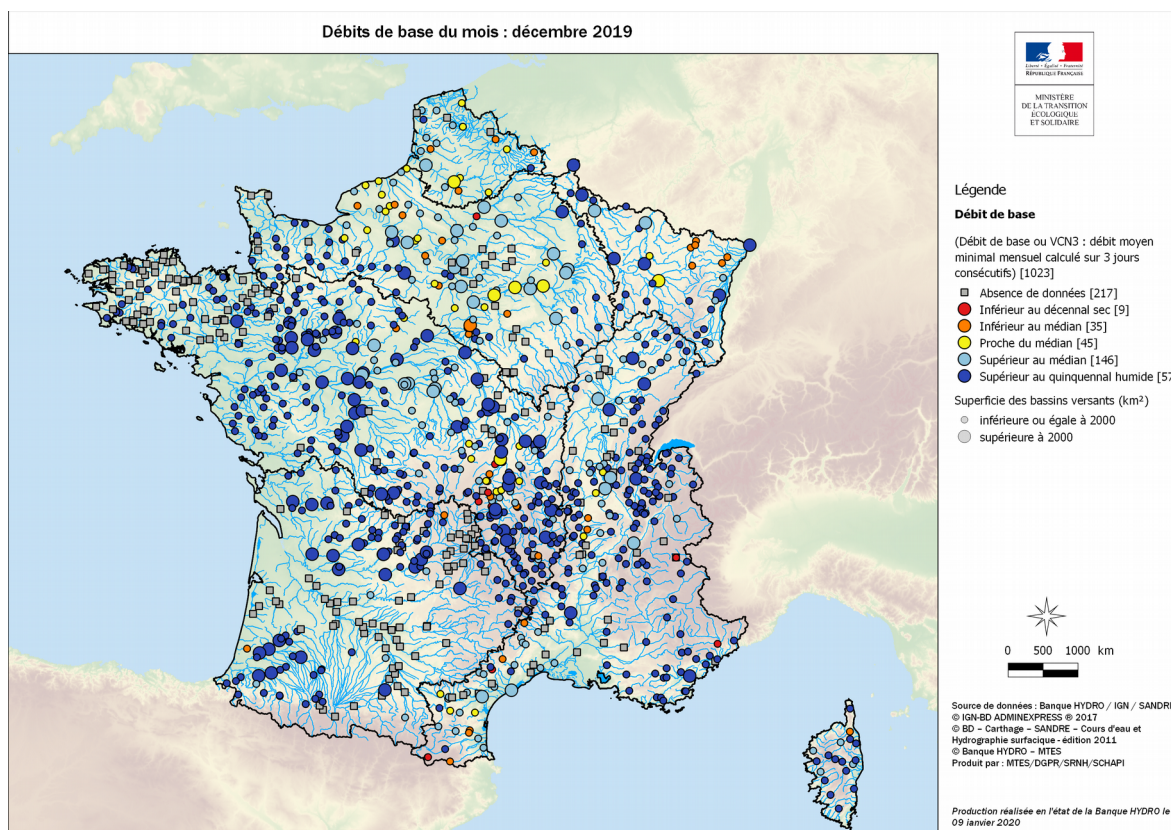 Débits de base du mois : décembre 2019
Liberté • Égalité • Fraternité
RÉPUBLIQUE FRANÇAISE
MINISTÈRE
DE LA TRANSITION
ÉCOLOGIQUE
ET SOLIDAIRE
Légende
Débit de base
(Débit de base ou VCN3 : débit moyen
minimal mensuel calculé sur 3 jours
consécutifs) [1023]
Absence de données [217]
Inférieur au décennal sec [9]
Inférieur au médian [35]
Proche du médian [45]
Supérieur au médian [146]
Supérieur au quinquennal humide [57
Superficie des bassins versants (km²)
inférieure ou égale à 2000
supérieure à 2000
0 500 1000 km
Source de données : Banque HYDRO / IGN / SANDRE
© IGN-BD ADMINEXPRESS ® 2017
© BD – Carthage – SANDRE – Cours d'eau et
Hydrographie surfacique - édition 2011
© Banque HYDRO – MTES
Produit par : MTES/DGPR/SRNH/SCHAPI
Production réalisée en l'état de la Banque HYDRO le
09 janvier 2020